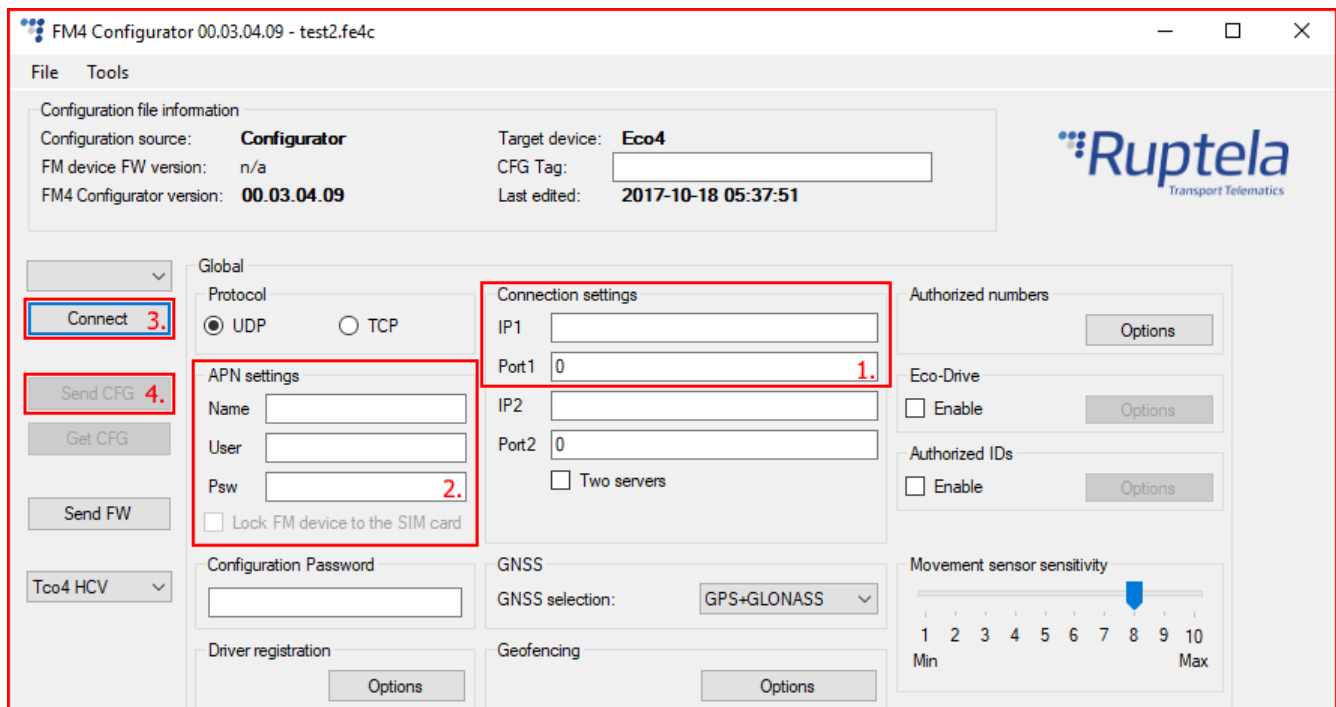 FM4 Configurator 00.03.04.09 - test2.fe4c
File Tools
Configuration file information
Configuration source: Configurator Target device: Eco4
FM device FW version: n/a CFG Tag:
FM4 Configurator version: 00.03.04.09 Last edited: 2017-10-18 05:37:51
Ruptela
Transport Telematics
Global
Protocol
UDP TCP
Connect 3.
Send CFG 4.
Get CFG
Send FW
Tco4 HCV
APN settings
Name
User
Psw 2.
Lock FM device to the SIM card
Configuration Password
Driver registration
Options
Connection settings
IP1
Port1 0 1.
IP2
Port2 0
Two servers
GNSS
GNSS selection: GPS+GLONASS
Geofencing
Options
Authorized numbers
Options
Eco-Drive
Enable Options
Authorized IDs
Enable Options
Movement sensor sensitivity
1 2 3 4 5 6 7 8 9 10
Min Max